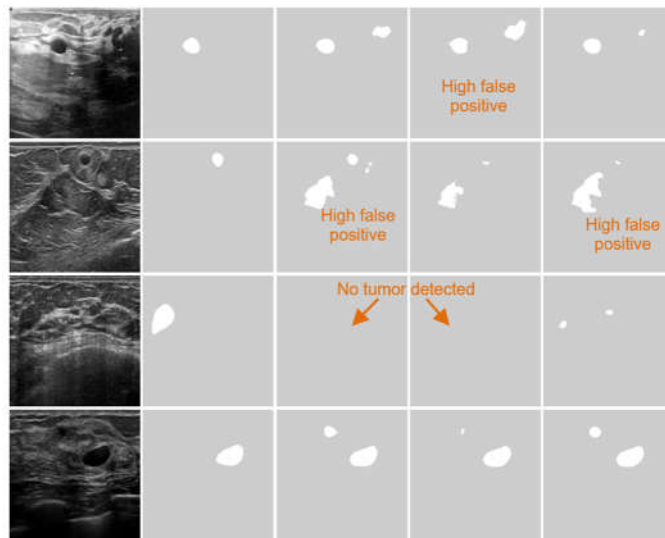 High false
positive
High false
positive
High false
positive
No tumor detected